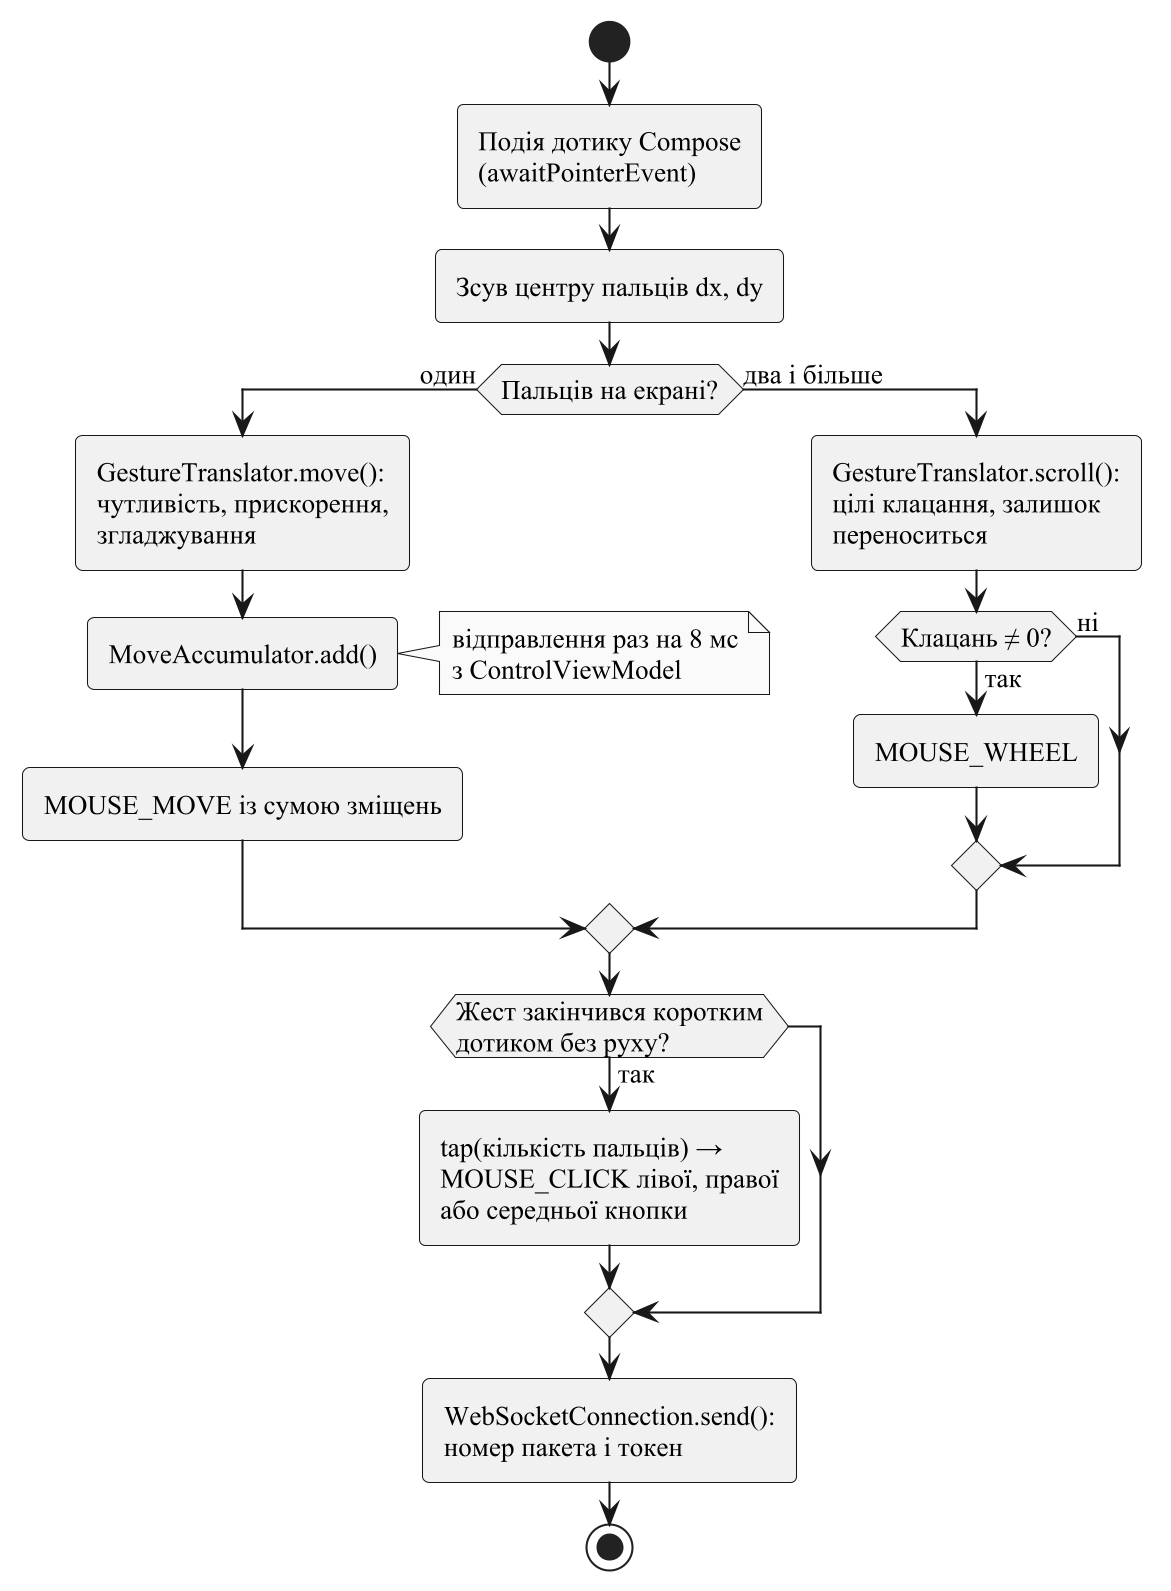 Подія дотику Compose
(awaitPointerEvent)
Зсув центру пальців dx, dy
один
Пальців на екрані?
два і більше
GestureTranslator.move():
чутливість, прискорення,
згладжування
GestureTranslator.scroll():
цілі клацання, залишок
переноситься
MoveAccumulator.add()
відправлення раз на 8 мс
з ControlViewModel
Клацань ≠ 0?
ні
так
MOUSE_WHEEL
MOUSE_MOVE із сумою зміщень
Жест закінчився коротким
дотиком без руху?
так
tap(кількість пальців) →
MOUSE_CLICK лівої, правої
або середньої кнопки
WebSocketConnection.send():
номер пакета і токен